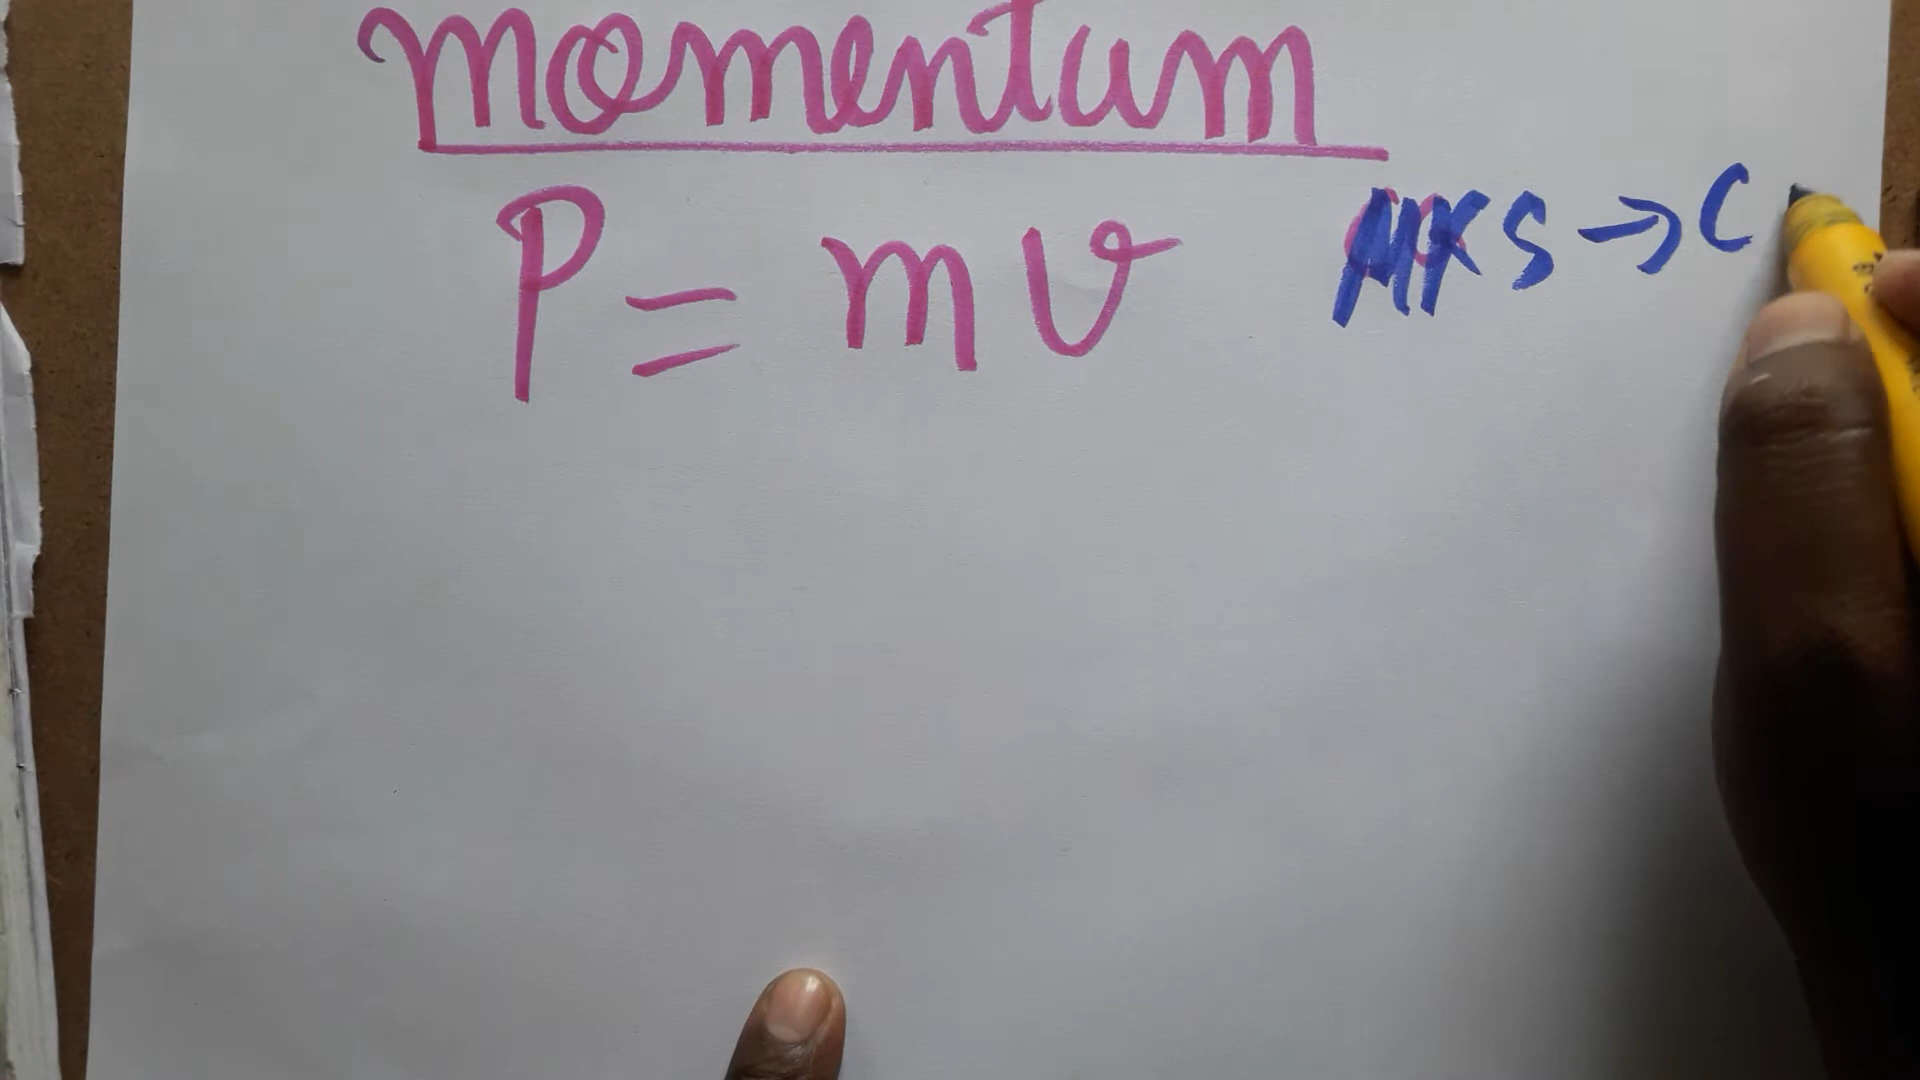 momentum
P = mv MKS → C